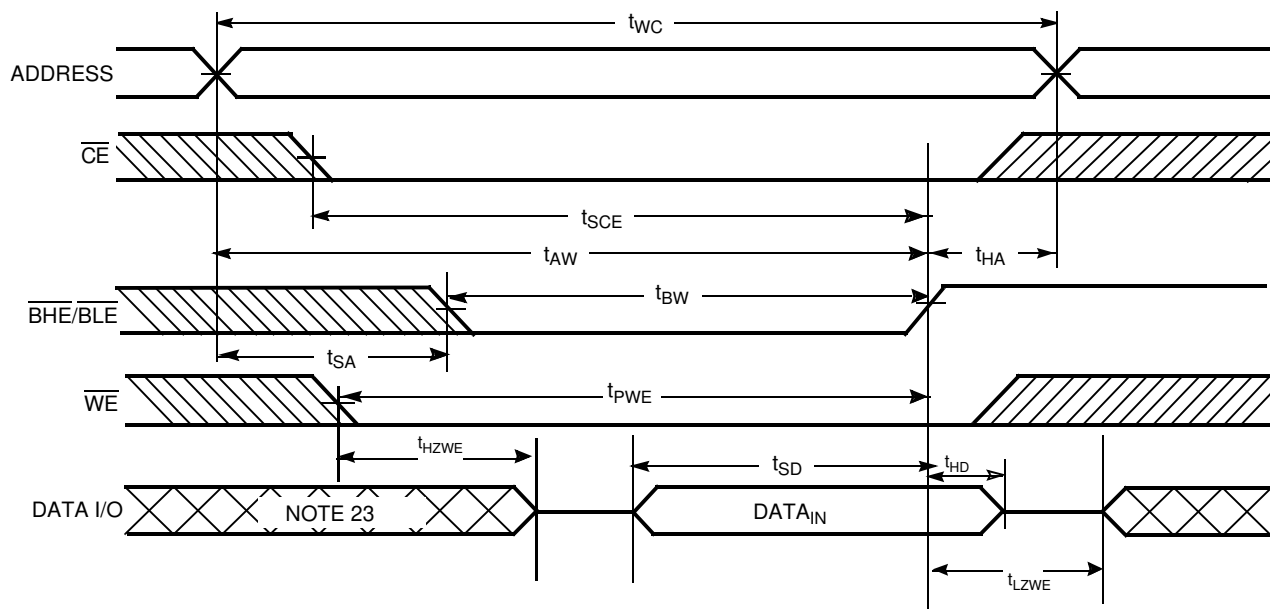 tWC
ADDRESS
CE
tSCE
tAW
tHA
BHE/BLE
tBW
tSA
WE
tPWE
tHZWE
tSD
tHD
DATA I/O
NOTE 23
DATAIN
tLZWE